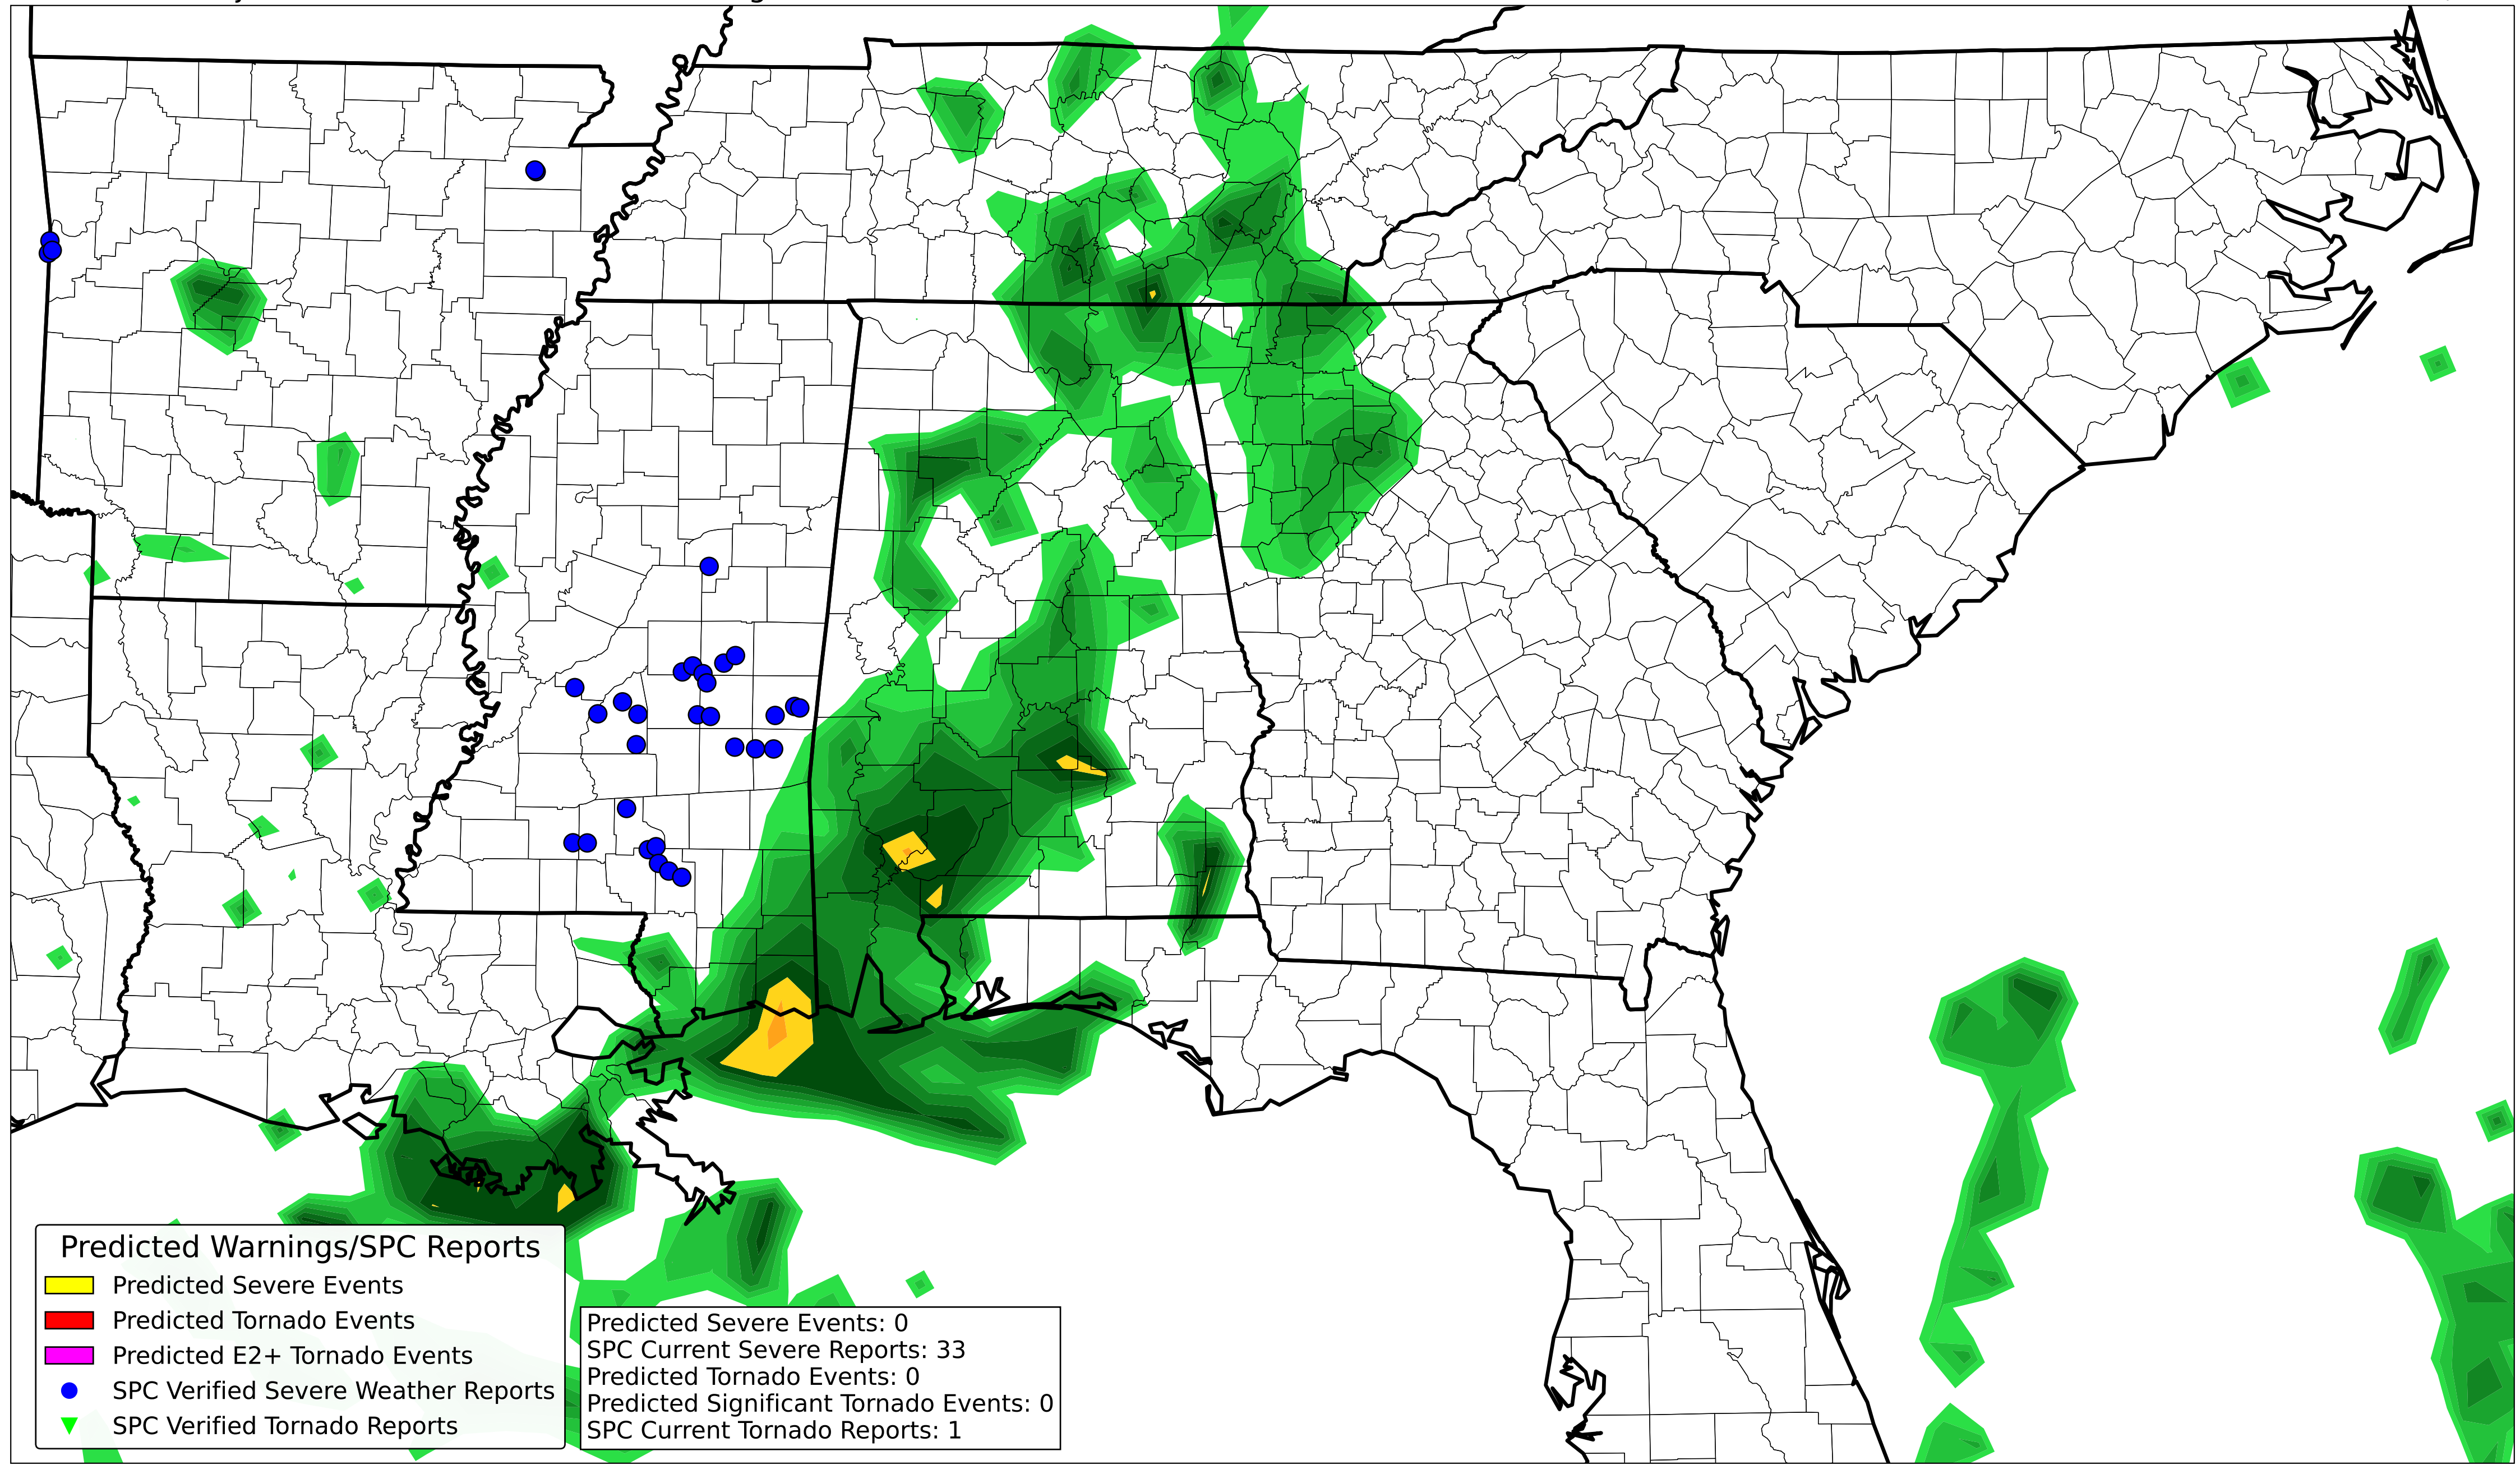 Predicted Warnings/SPC Reports
Predicted Severe Events
Predicted Tornado Events
Predicted E2+ Tornado Events
SPC Verified Severe Weather Reports
SPC Verified Tornado Reports
Predicted Severe Events: 0
SPC Current Severe Reports: 33
Predicted Tornado Events: 0
Predicted Significant Tornado Events: 0
SPC Current Tornado Reports: 1